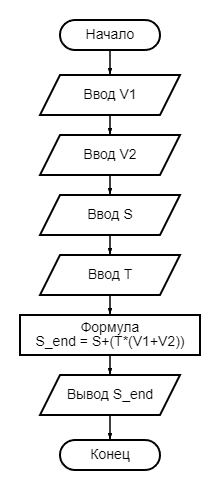 Начало
Ввод V1
Ввод V2
Ввод S
Ввод T
Формула
S_end = S+(T*(V1+V2))
Вывод S_end
Конец